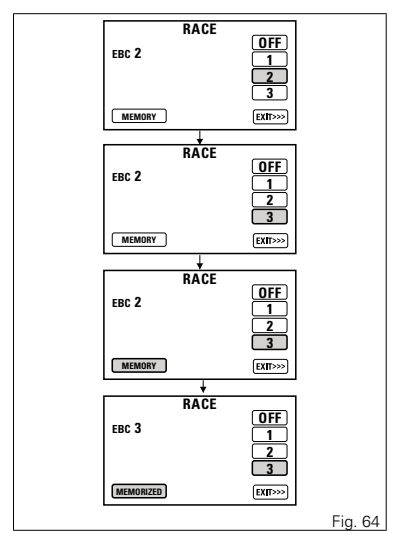 RACE
EBC 2
OFF
1
2
3
MEMORY
EXIT>>>
RACE
EBC 2
OFF
1
2
3
MEMORY
EXIT>>>
RACE
EBC 2
OFF
1
2
3
MEMORY
EXIT>>>
RACE
EBC 3
OFF
1
2
3
MEMORIZED
EXIT>>>
Fig. 64